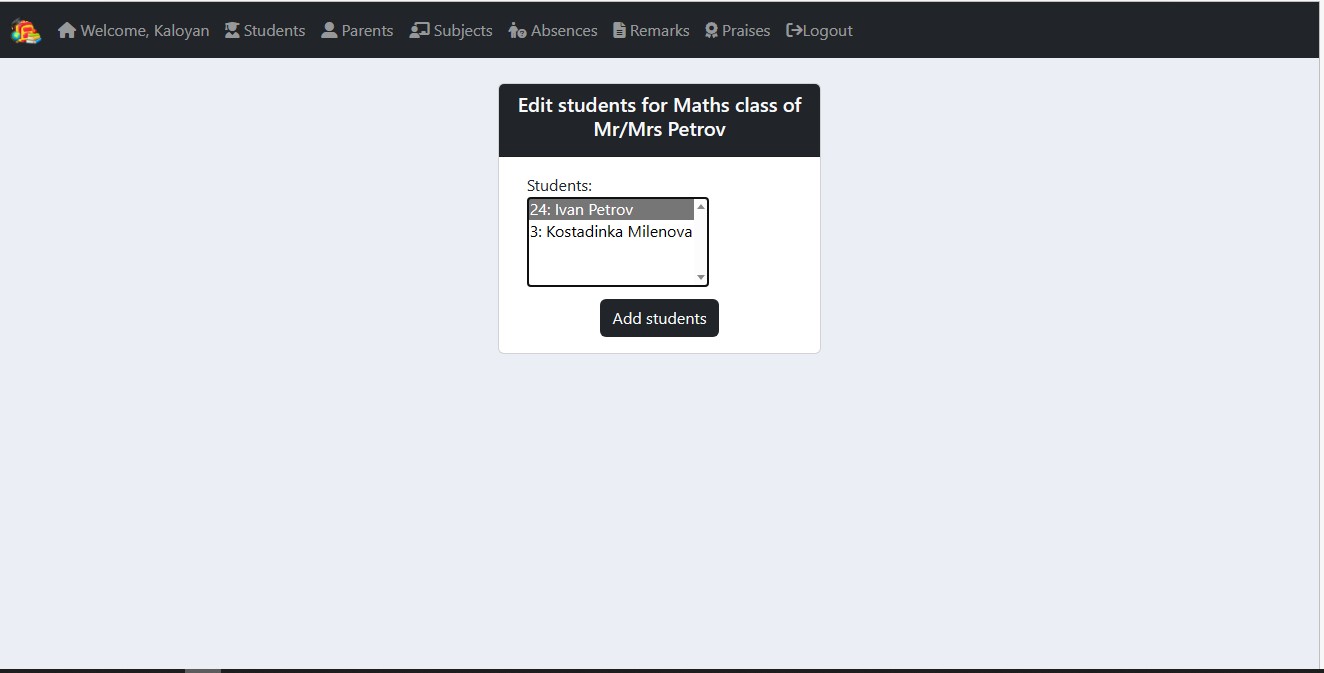 Welcome, Kaloyan Students Parents Subjects Absences Remarks Praises Logout
Edit students for Maths class of
Mr/Mrs Petrov
Students:
24: Ivan Petrov
3: Kostadinka Milenova
Add students